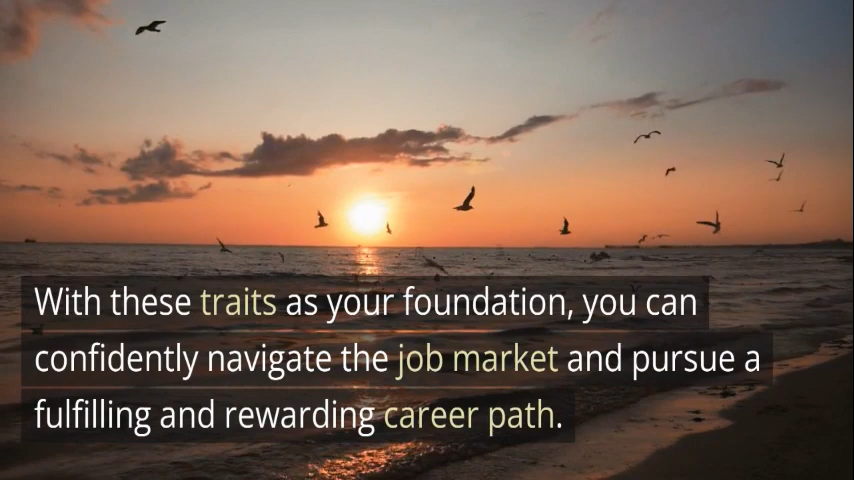 With these traits as your foundation, you can
confidently navigate the job market and pursue a
fulfilling and rewarding career path.